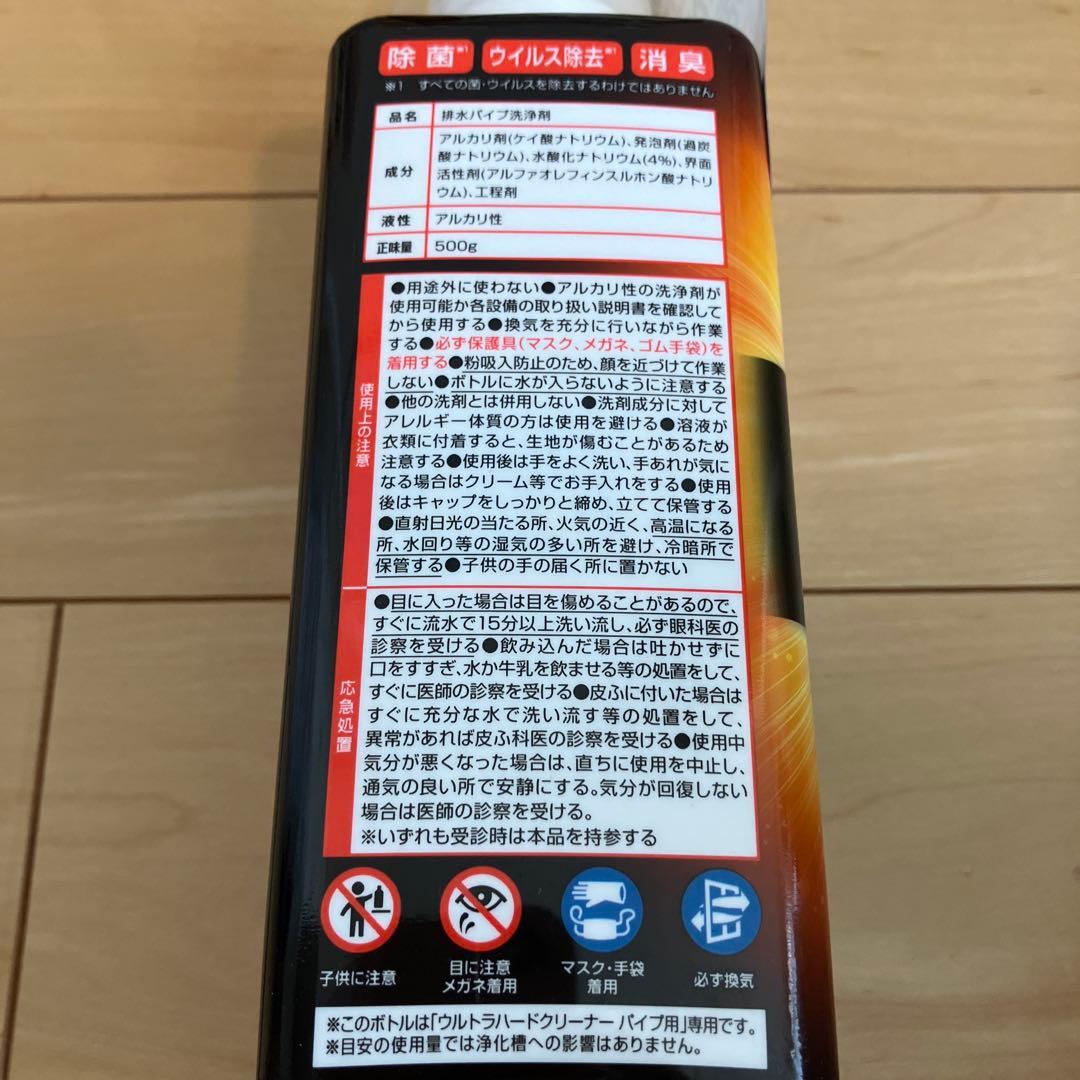 除菌※1 ウイルス除去※1 消臭
※1 すべての菌・ウイルスを除去するわけではありません
品名 排水パイプ洗浄剤
成分 アルカリ剤(ケイ酸ナトリウム)、発泡剤(過炭
酸ナトリウム)、水酸化ナトリウム(4%)、界面
活性剤(アルファオレフィンスルホン酸ナトリ
ウム)、工程剤
液性 アルカリ性
正味量 500g
使用上の注意
●用途外に使わない●アルカリ性の洗浄剤が
使用可能か各設備の取り扱い説明書を確認して
から使用する●換気を充分に行いながら作業
する●必ず保護具(マスク、メガネ、ゴム手袋)を
着用する●粉吸入防止のため、顔を近づけて作業
しない●ボトルに水が入らないように注意する
●他の洗剤とは併用しない●洗剤成分に対して
アレルギー体質の方は使用を避ける●溶液が
衣類に付着すると、生地が傷むことがあるため
注意する●使用後は手をよく洗い、手あれが気に
なる場合はクリーム等でお手入れをする●使用
後はキャップをしっかりと締め、立てて保管する
●直射日光の当たる所、火気の近く、高温になる
所、水回り等の湿気の多い所を避け、冷暗所で
保管する●子供の手の届く所に置かない
応急処置
●目に入った場合は目を傷めることがあるので、
すぐに流水で15分以上洗い流し、必ず眼科医の
診察を受ける●飲み込んだ場合は吐かせずに
口をすすぎ、水か牛乳を飲ませる等の処置をして、
すぐに医師の診察を受ける●皮ふに付いた場合は
すぐに充分な水で洗い流す等の処置をして、
異常があれば皮ふ科医の診察を受ける●使用中
気分が悪くなった場合は、直ちに使用を中止し、
通気の良い所で安静にする。気分が回復しない
場合は医師の診察を受ける。
※いずれも受診時は本品を持参する
子供に注意
目に注意
メガネ着用
マスク・手袋
着用
必ず換気
※このボトルは「ウルトラハードクリーナー パイプ用」専用です。
※目安の使用量では浄化槽への影響はありません。